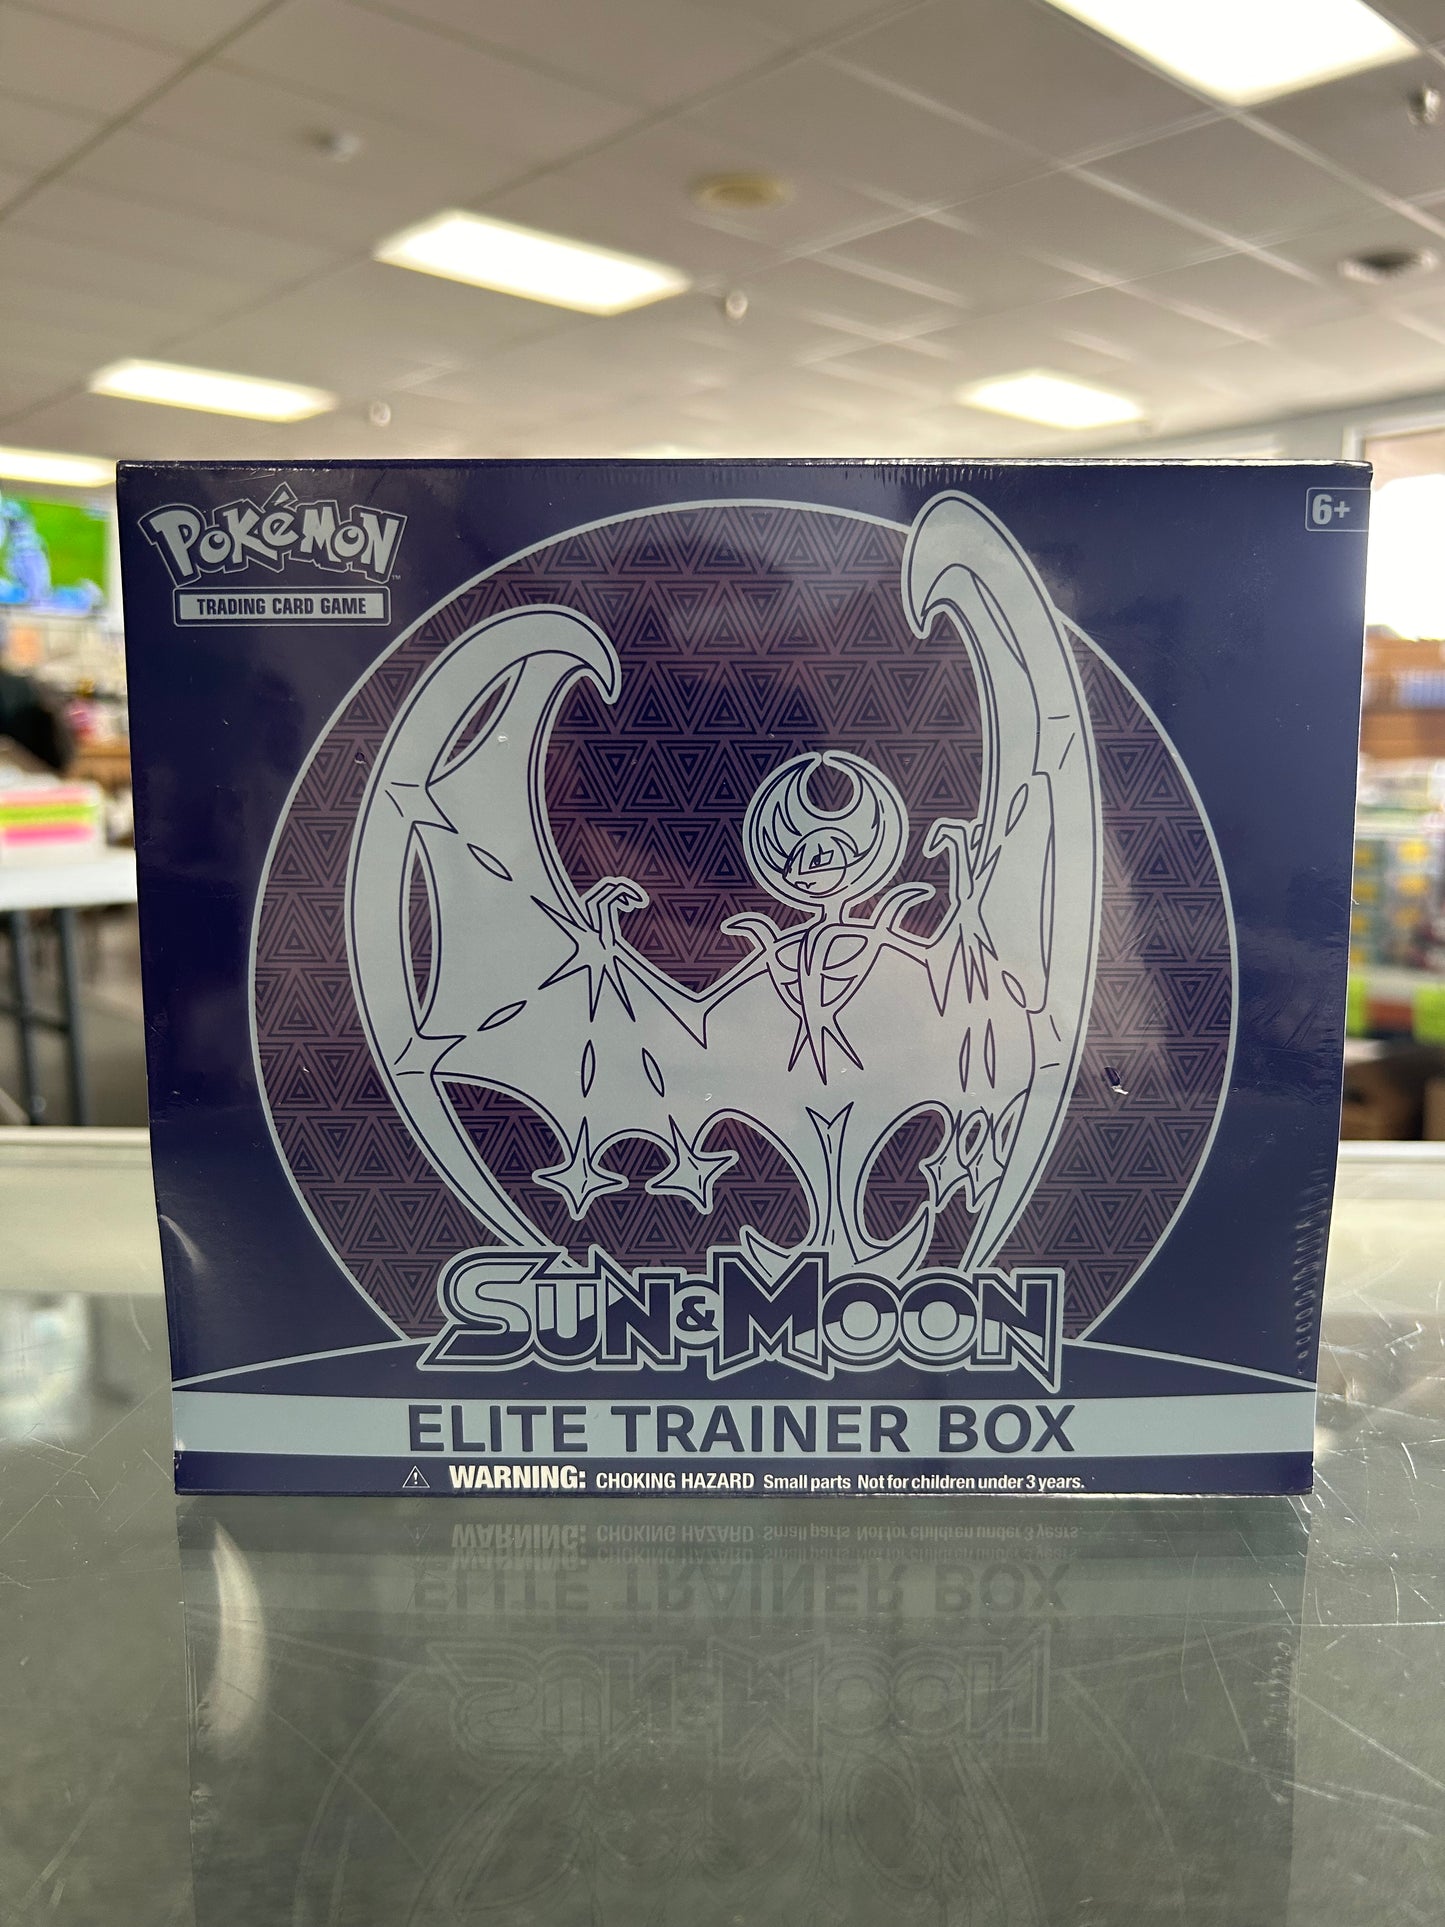 POKéMON
TRADING CARD GAME
6+
SUN & MOON
ELITE TRAINER BOX
WARNING: CHOKING HAZARD Small parts Not for children under 3 years.